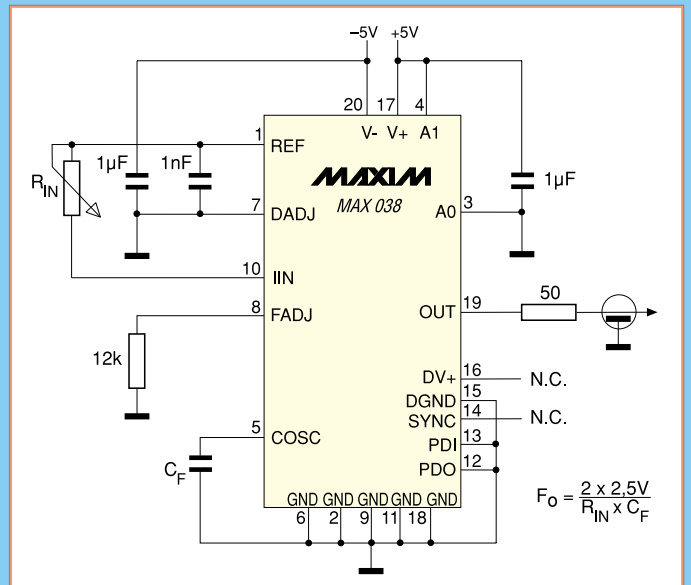 –5V +5V
20 17 4
V- V+ A1
1 REF
1µF 1nF
RIN
MAXIM
MAX 038
1µF
7 DADJ
A0 3
10 IIN
8 FADJ
OUT 19
50
12k
DV+ 16 N.C.
DGND 15
SYNC 14 N.C.
5 COSC
PDI 13
CF
PDO 12
GND GND GND GND GND
6 2 9 11 18
FO = 2 x 2,5V
RIN x CF